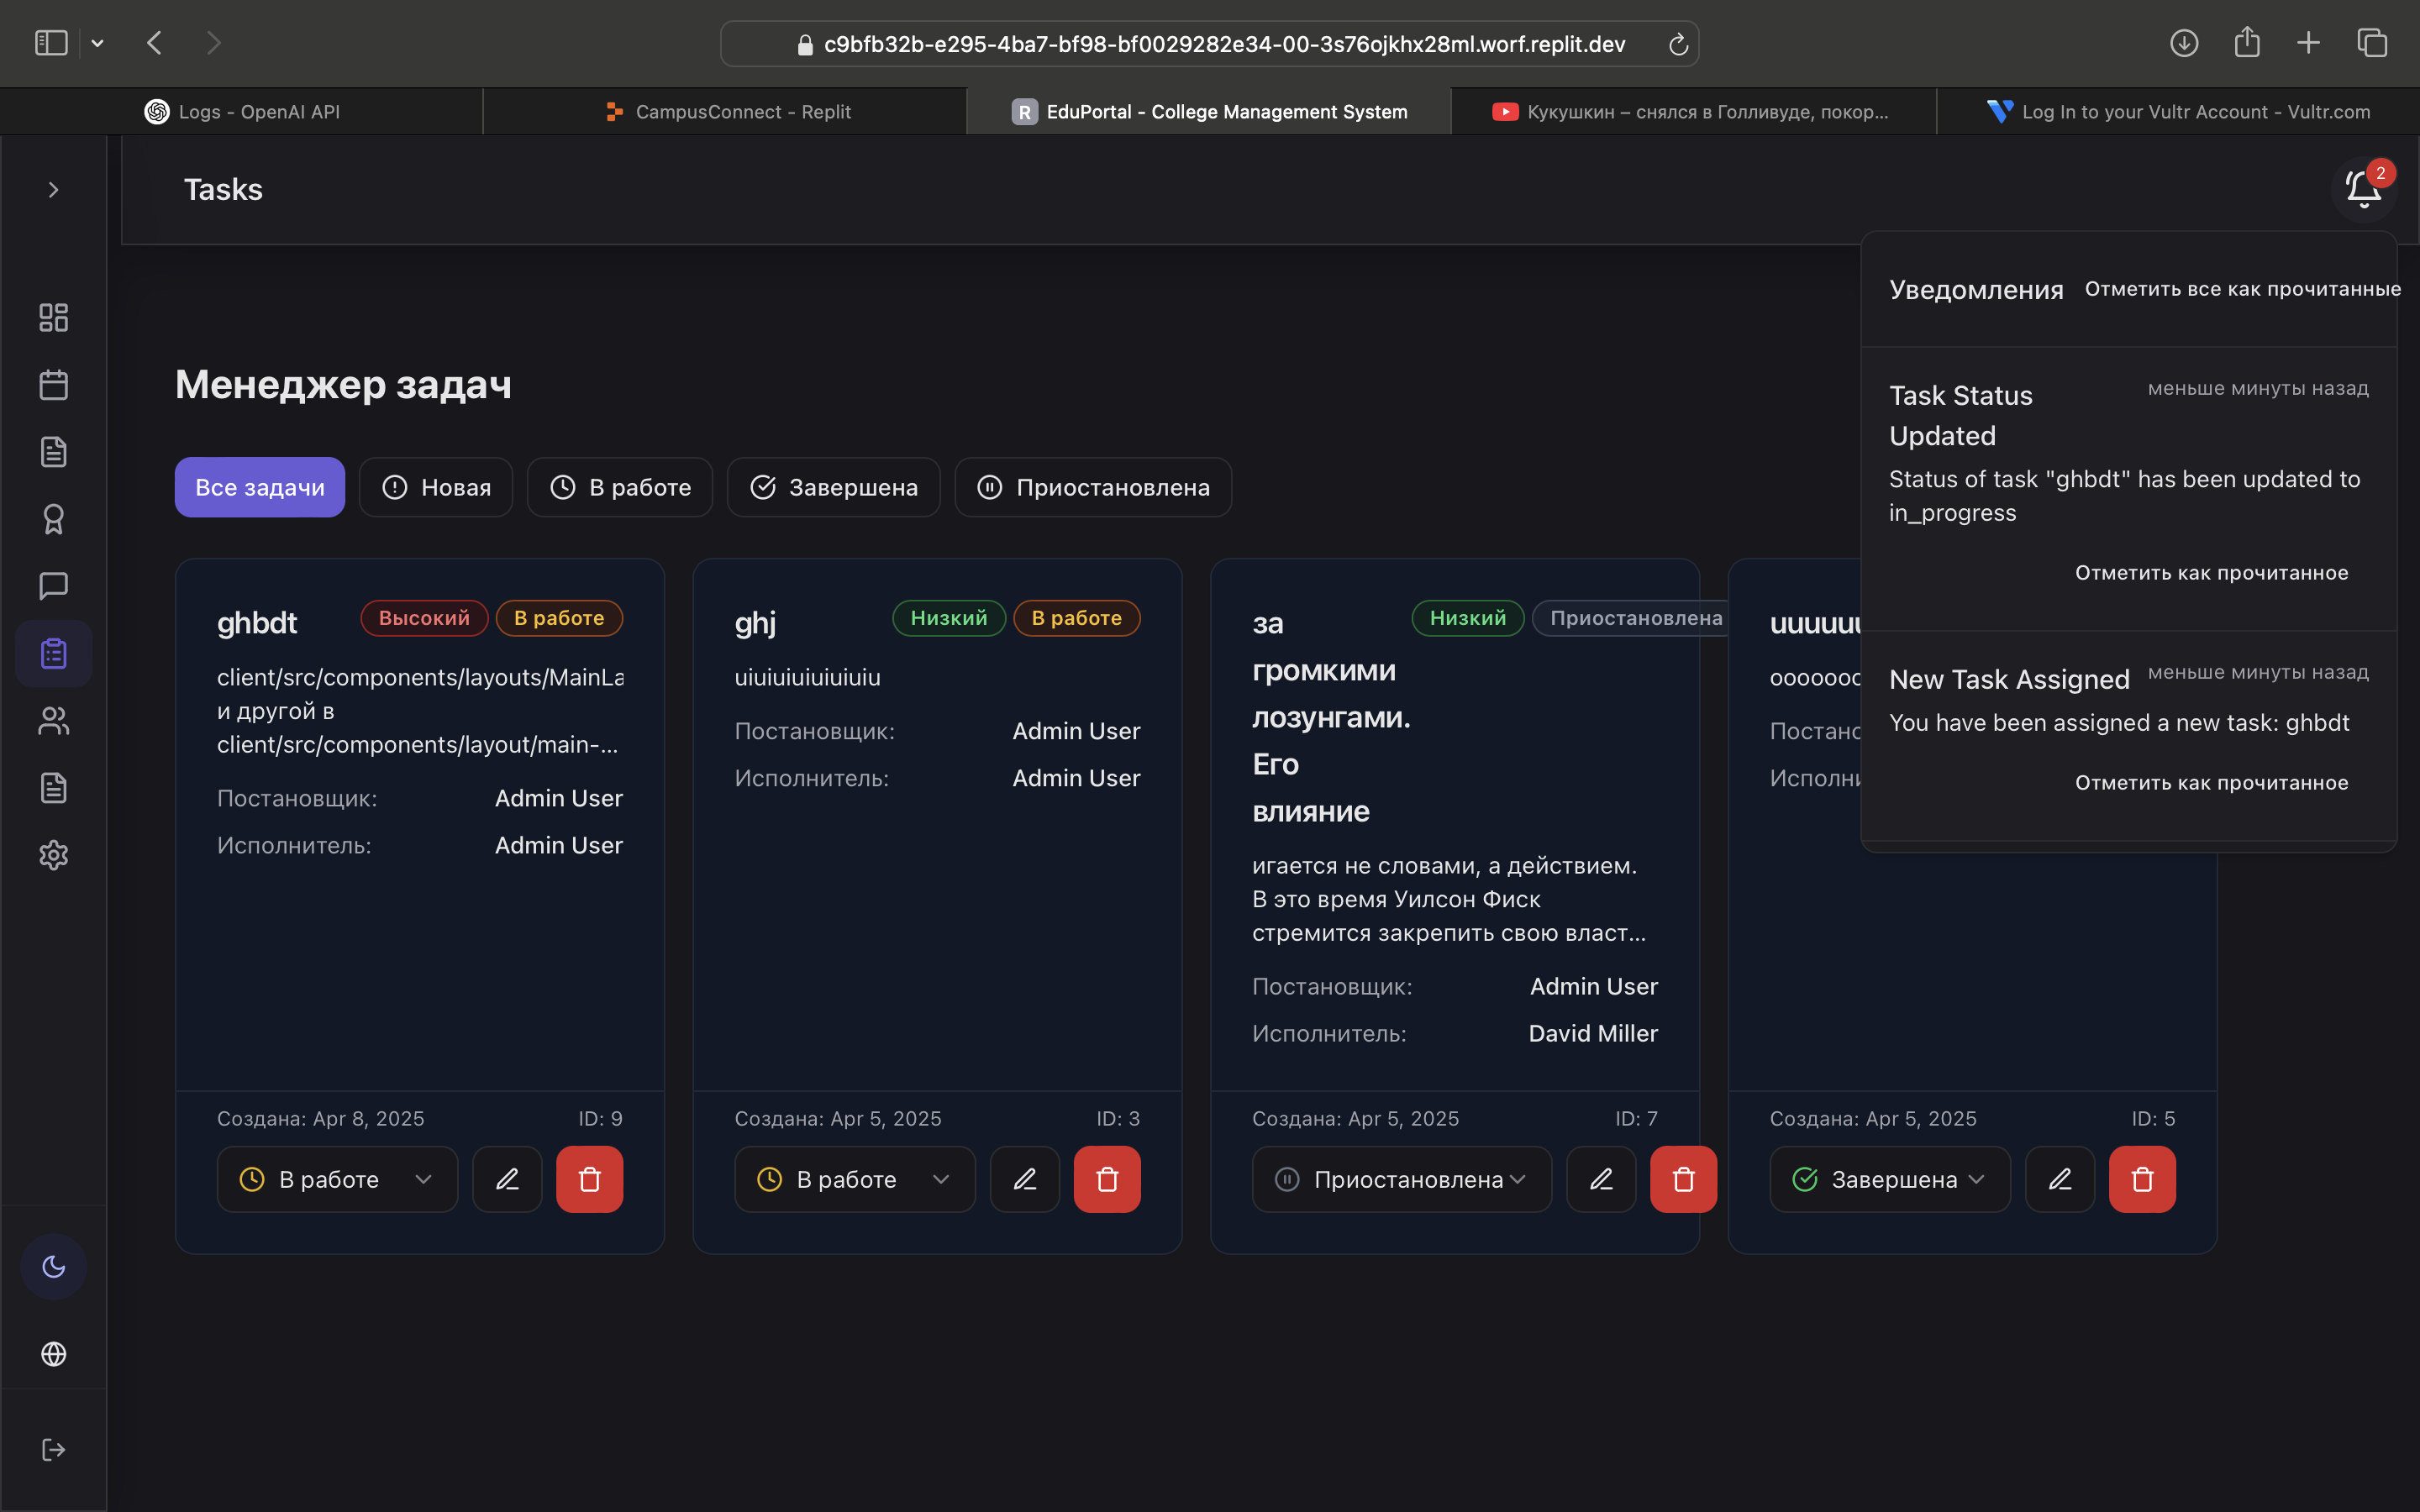 c9bfb32b-e295-4ba7-bf98-bf0029282e34-00-3s76ojkhx28ml.worf.replit.dev
Logs - OpenAI API
CampusConnect - Replit
R EduPortal - College Management System
Кукушкин – снялся в Голливуде, покор...
Log In to your Vultr Account - Vultr.com
Tasks
2
Уведомления
Отметить все как прочитанные
Task Status Updated
меньше минуты назад
Status of task "ghbdt" has been updated to
in_progress
Отметить как прочитанное
New Task Assigned
меньше минуты назад
You have been assigned a new task: ghbdt
Отметить как прочитанное
Менеджер задач
Все задачи
Новая
В работе
Завершена
Приостановлена
ghbdt
Высокий
В работе
client/src/components/layouts/MainLa
и другой в
client/src/components/layout/main-...
Постановщик: Admin User
Исполнитель: Admin User
Создана: Apr 8, 2025 ID: 9
В работе
ghj
Низкий
В работе
uiuiuiuiuiuiuiu
Постановщик: Admin User
Исполнитель: Admin User
Создана: Apr 5, 2025 ID: 3
В работе
за
громкими
лозунгами.
Его
влияние
Низкий
Приостановлена
игается не словами, а действием.
В это время Уилсон Фиск
стремится закрепить свою власт...
Постановщик: Admin User
Исполнитель: David Miller
Создана: Apr 5, 2025 ID: 7
Приостановлена
Создана: Apr 5, 2025 ID: 5
Завершена